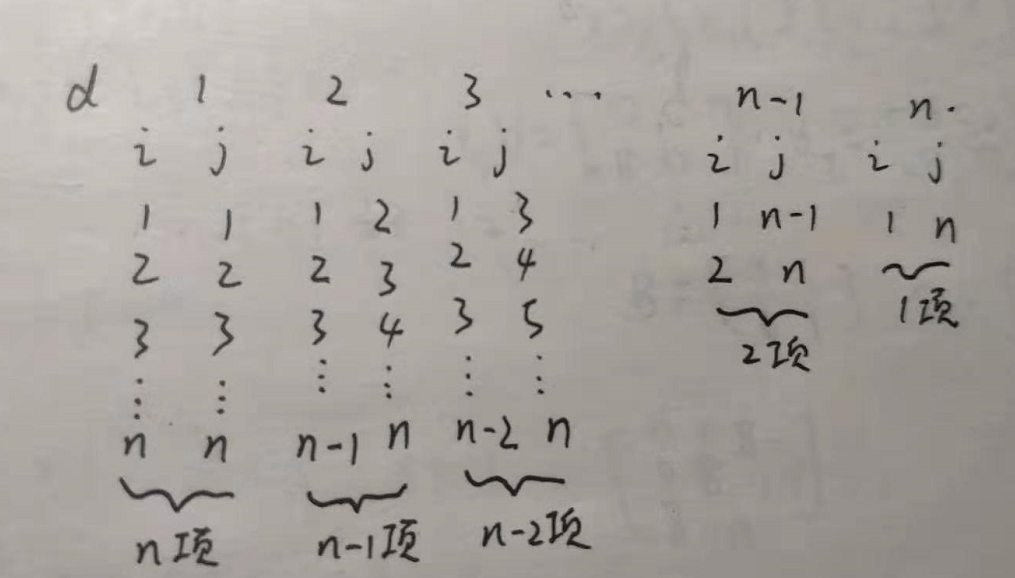 d 1 2 3 ... n-1 n.
i j i j i j i j i j
1 1 1 2 1 3 1 n-1 1 n
2 2 2 3 2 4 2 n
3 3 3 4 3 5 2项 1项
⋮ ⋮ ⋮ ⋮ ⋮ ⋮
n n n-1 n n-2 n
n项 n-1项 n-2项